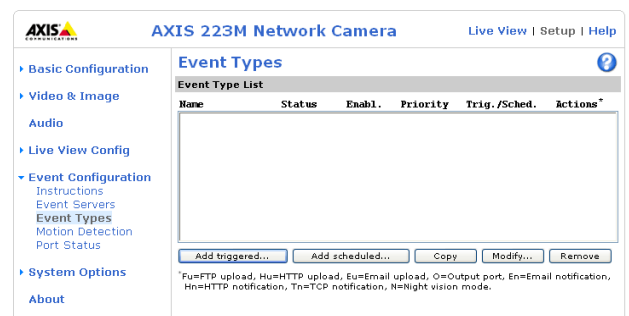 AXIS COMMUNICATIONS
AXIS 223M Network Camera
Live View | Setup | Help
Basic Configuration
Video & Image
Audio
Live View Config
Event Configuration
Instructions
Event Servers
Event Types
Motion Detection
Port Status
System Options
About
Event Types
?
Event Type List
Name Status Enabl. Priority Trig./Sched. Actions*
Add triggered... Add scheduled... Copy Modify... Remove
*Fu=FTP upload, Hu=HTTP upload, Eu=Email upload, O=Output port, En=Email notification,
Hn=HTTP notification, Tn=TCP notification, N=Night vision mode.